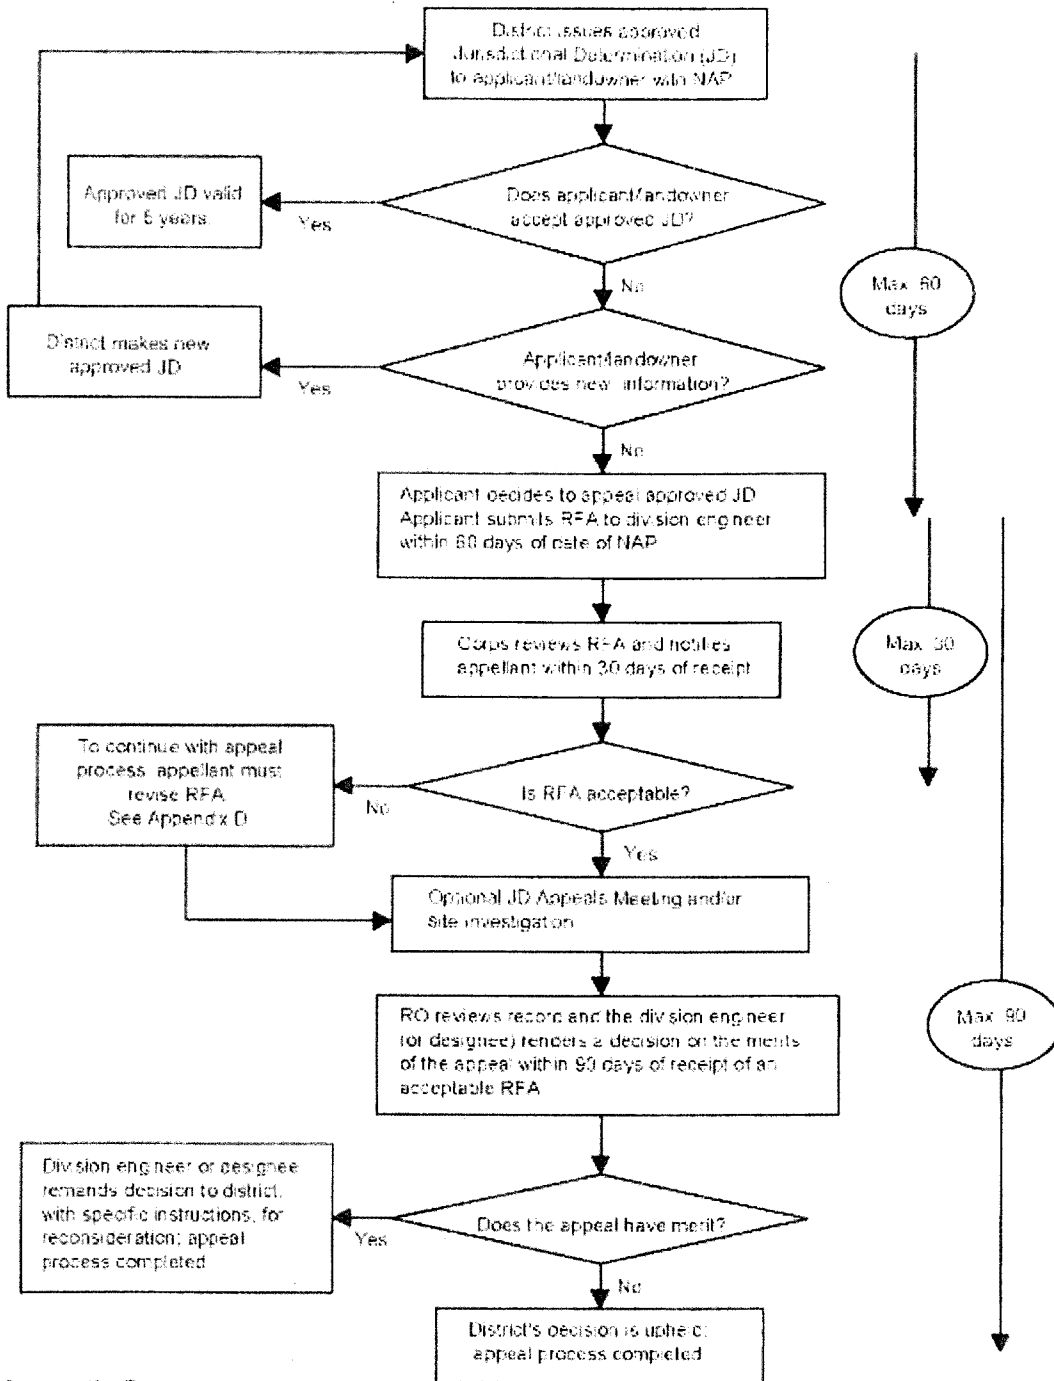 District issues approved
Jurisdictional Determination (JD)
to applicant/landowner with NAP
Does applicant/landowner
accept approved JD?
Approved JD valid
for 5 years.
Yes
No
Max. 60
days
District makes new
approved JD
Applicant/landowner
provides new information?
Yes
No
Applicant decides to appeal approved JD
Applicant submits RFA to division engineer
within 60 days of date of NAP
Corps reviews RFA and notifies
appellant within 30 days of receipt
Max. 30
days
To continue with appeal
process, appellant must
revise RFA
See Appendix D
Is RFA acceptable?
No
Yes
Optional JD Appeals Meeting and/or
site investigation
RO reviews record and the division engineer
(or designee) renders a decision on the merits
of the appeal within 90 days of receipt of an
acceptable RFA
Max. 90
days
Division engineer or designee
remands decision to district,
with specific instructions, for
reconsideration; appeal
process completed
Does the appeal have merit?
Yes
No
District's decision is upheld;
appeal process completed